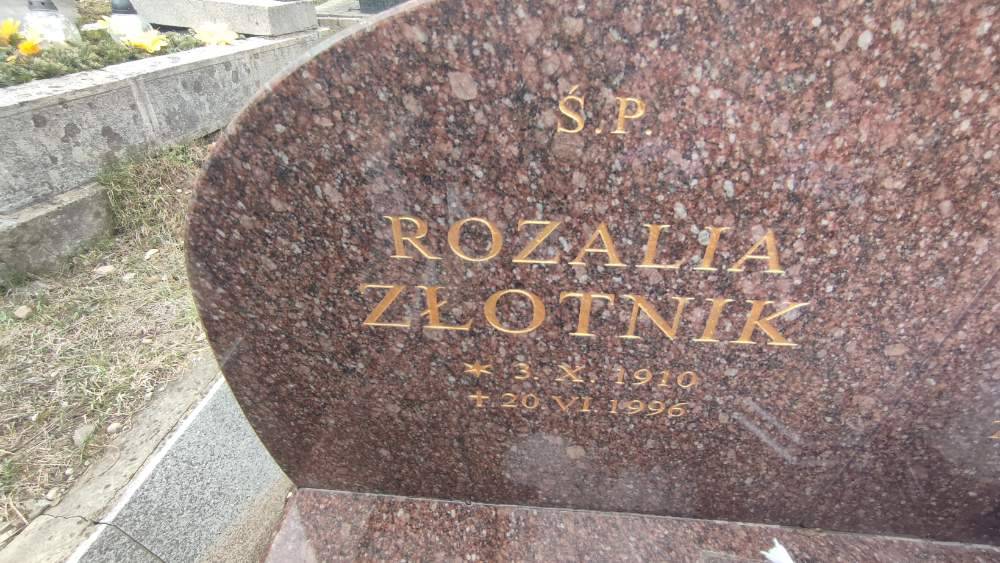 Ś.P.
ROZALIA
ZŁOTNIK
* 3. X. 1910
+ 20 VI. 1996